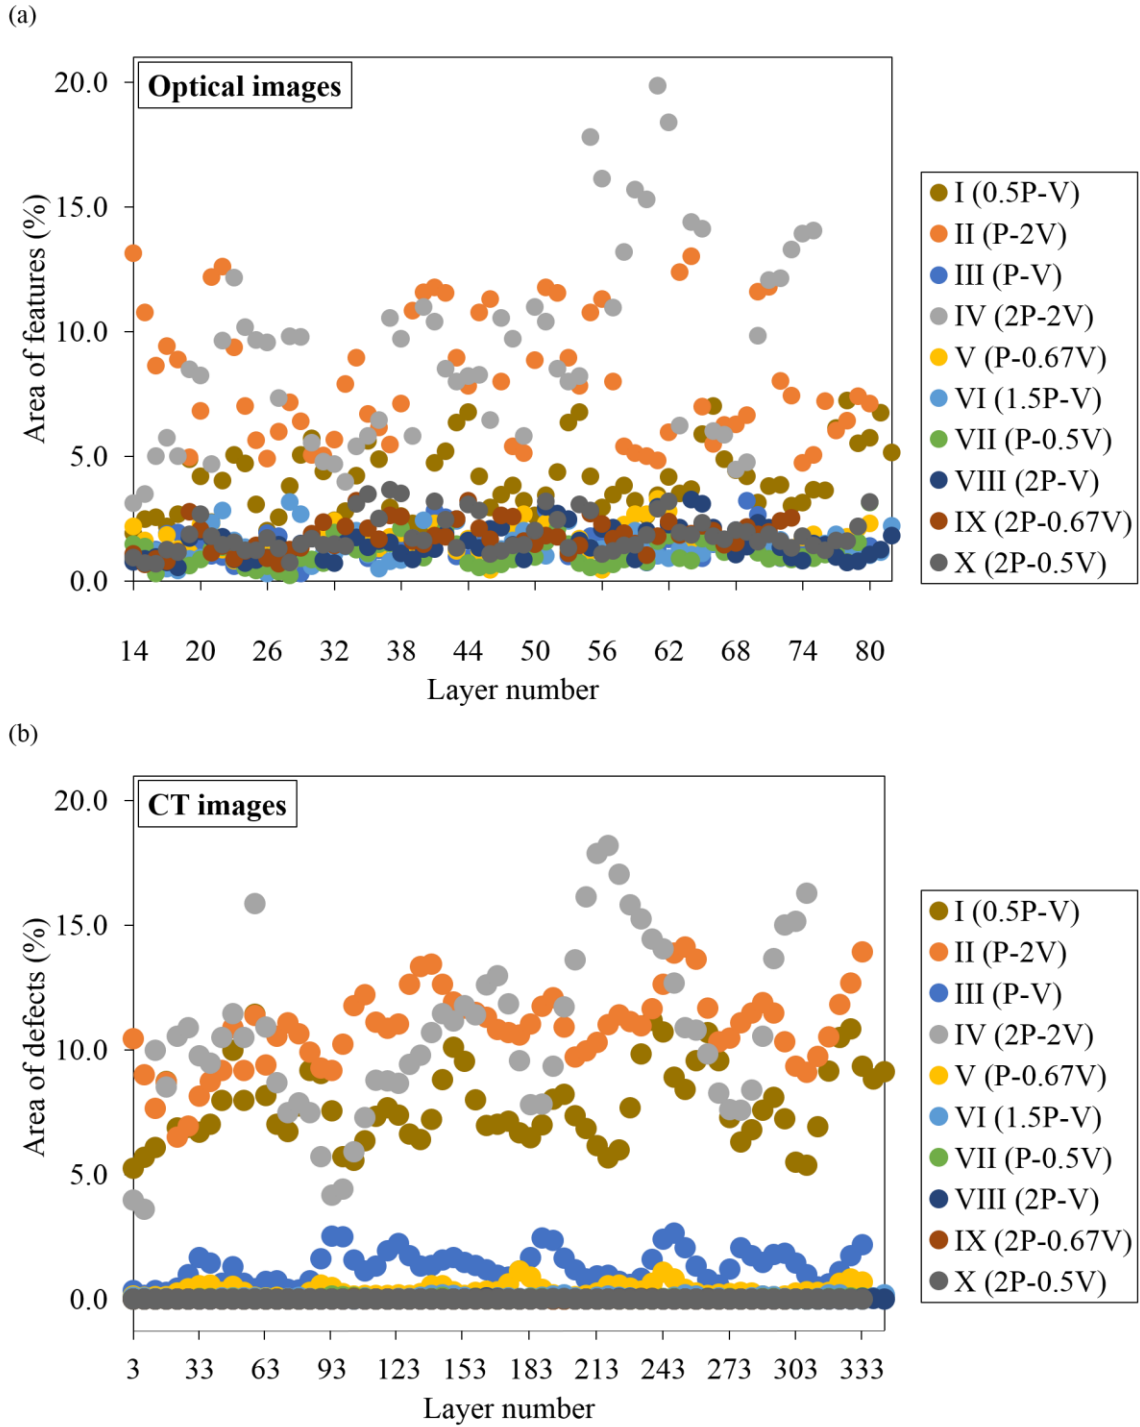 (a)
Optical images
20.0
15.0
10.0
5.0
0.0
Area of features (%)
14 20 26 32 38 44 50 56 62 68 74 80
Layer number
I (0.5P-V)
II (P-2V)
III (P-V)
IV (2P-2V)
V (P-0.67V)
VI (1.5P-V)
VII (P-0.5V)
VIII (2P-V)
IX (2P-0.67V)
X (2P-0.5V)
(b)
CT images
20.0
15.0
10.0
5.0
0.0
Area of defects (%)
3 33 63 93 123 153 183 213 243 273 303 333
Layer number
I (0.5P-V)
II (P-2V)
III (P-V)
IV (2P-2V)
V (P-0.67V)
VI (1.5P-V)
VII (P-0.5V)
VIII (2P-V)
IX (2P-0.67V)
X (2P-0.5V)